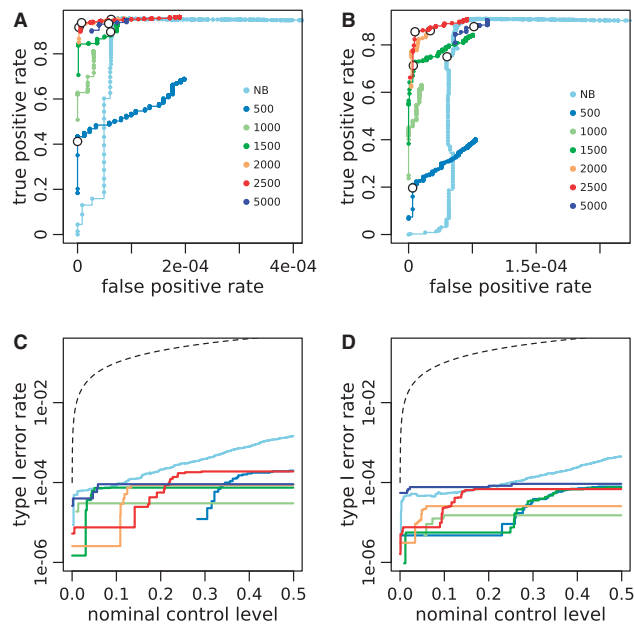 A
true positive rate
0 0.2 0.4 0.6 0.8
NB
500
1000
1500
2000
2500
5000
0 2e-04 4e-04
false positive rate
B
true positive rate
0 0.2 0.4 0.6 0.8
NB
500
1000
1500
2000
2500
5000
0 1.5e-04
false positive rate
C
type I error rate
1e-06 1e-04 1e-02
0.0 0.1 0.2 0.3 0.4 0.5
nominal control level
D
type I error rate
1e-06 1e-04 1e-02
0.0 0.1 0.2 0.3 0.4 0.5
nominal control level